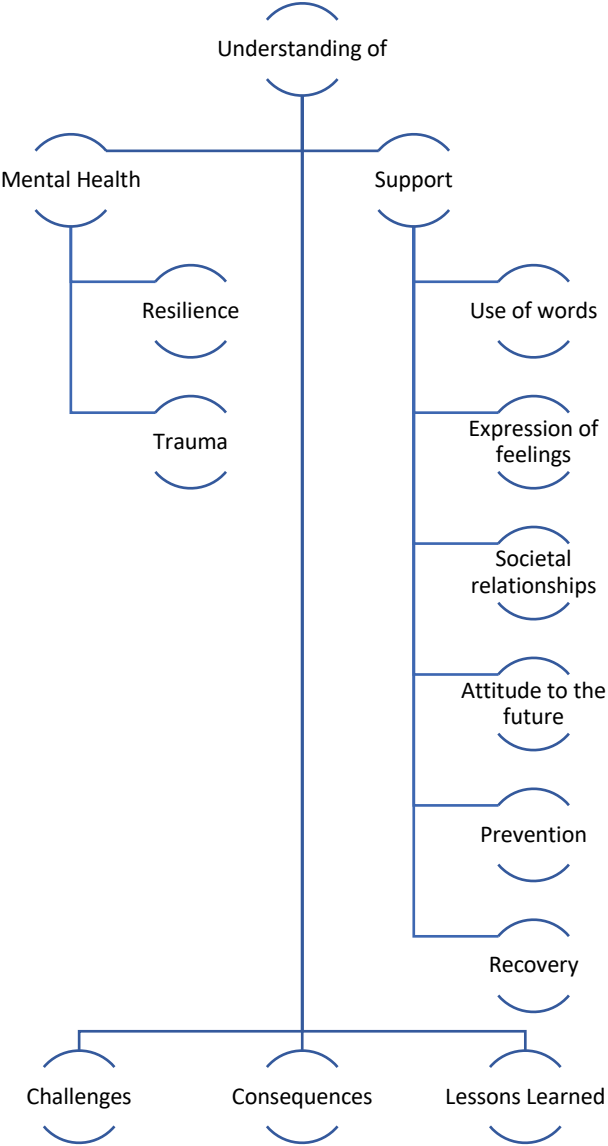 Understanding of
Mental Health
Support
Resilience
Use of words
Trauma
Expression of
feelings
Societal
relationships
Attitude to the
future
Prevention
Recovery
Challenges
Consequences
Lessons Learned